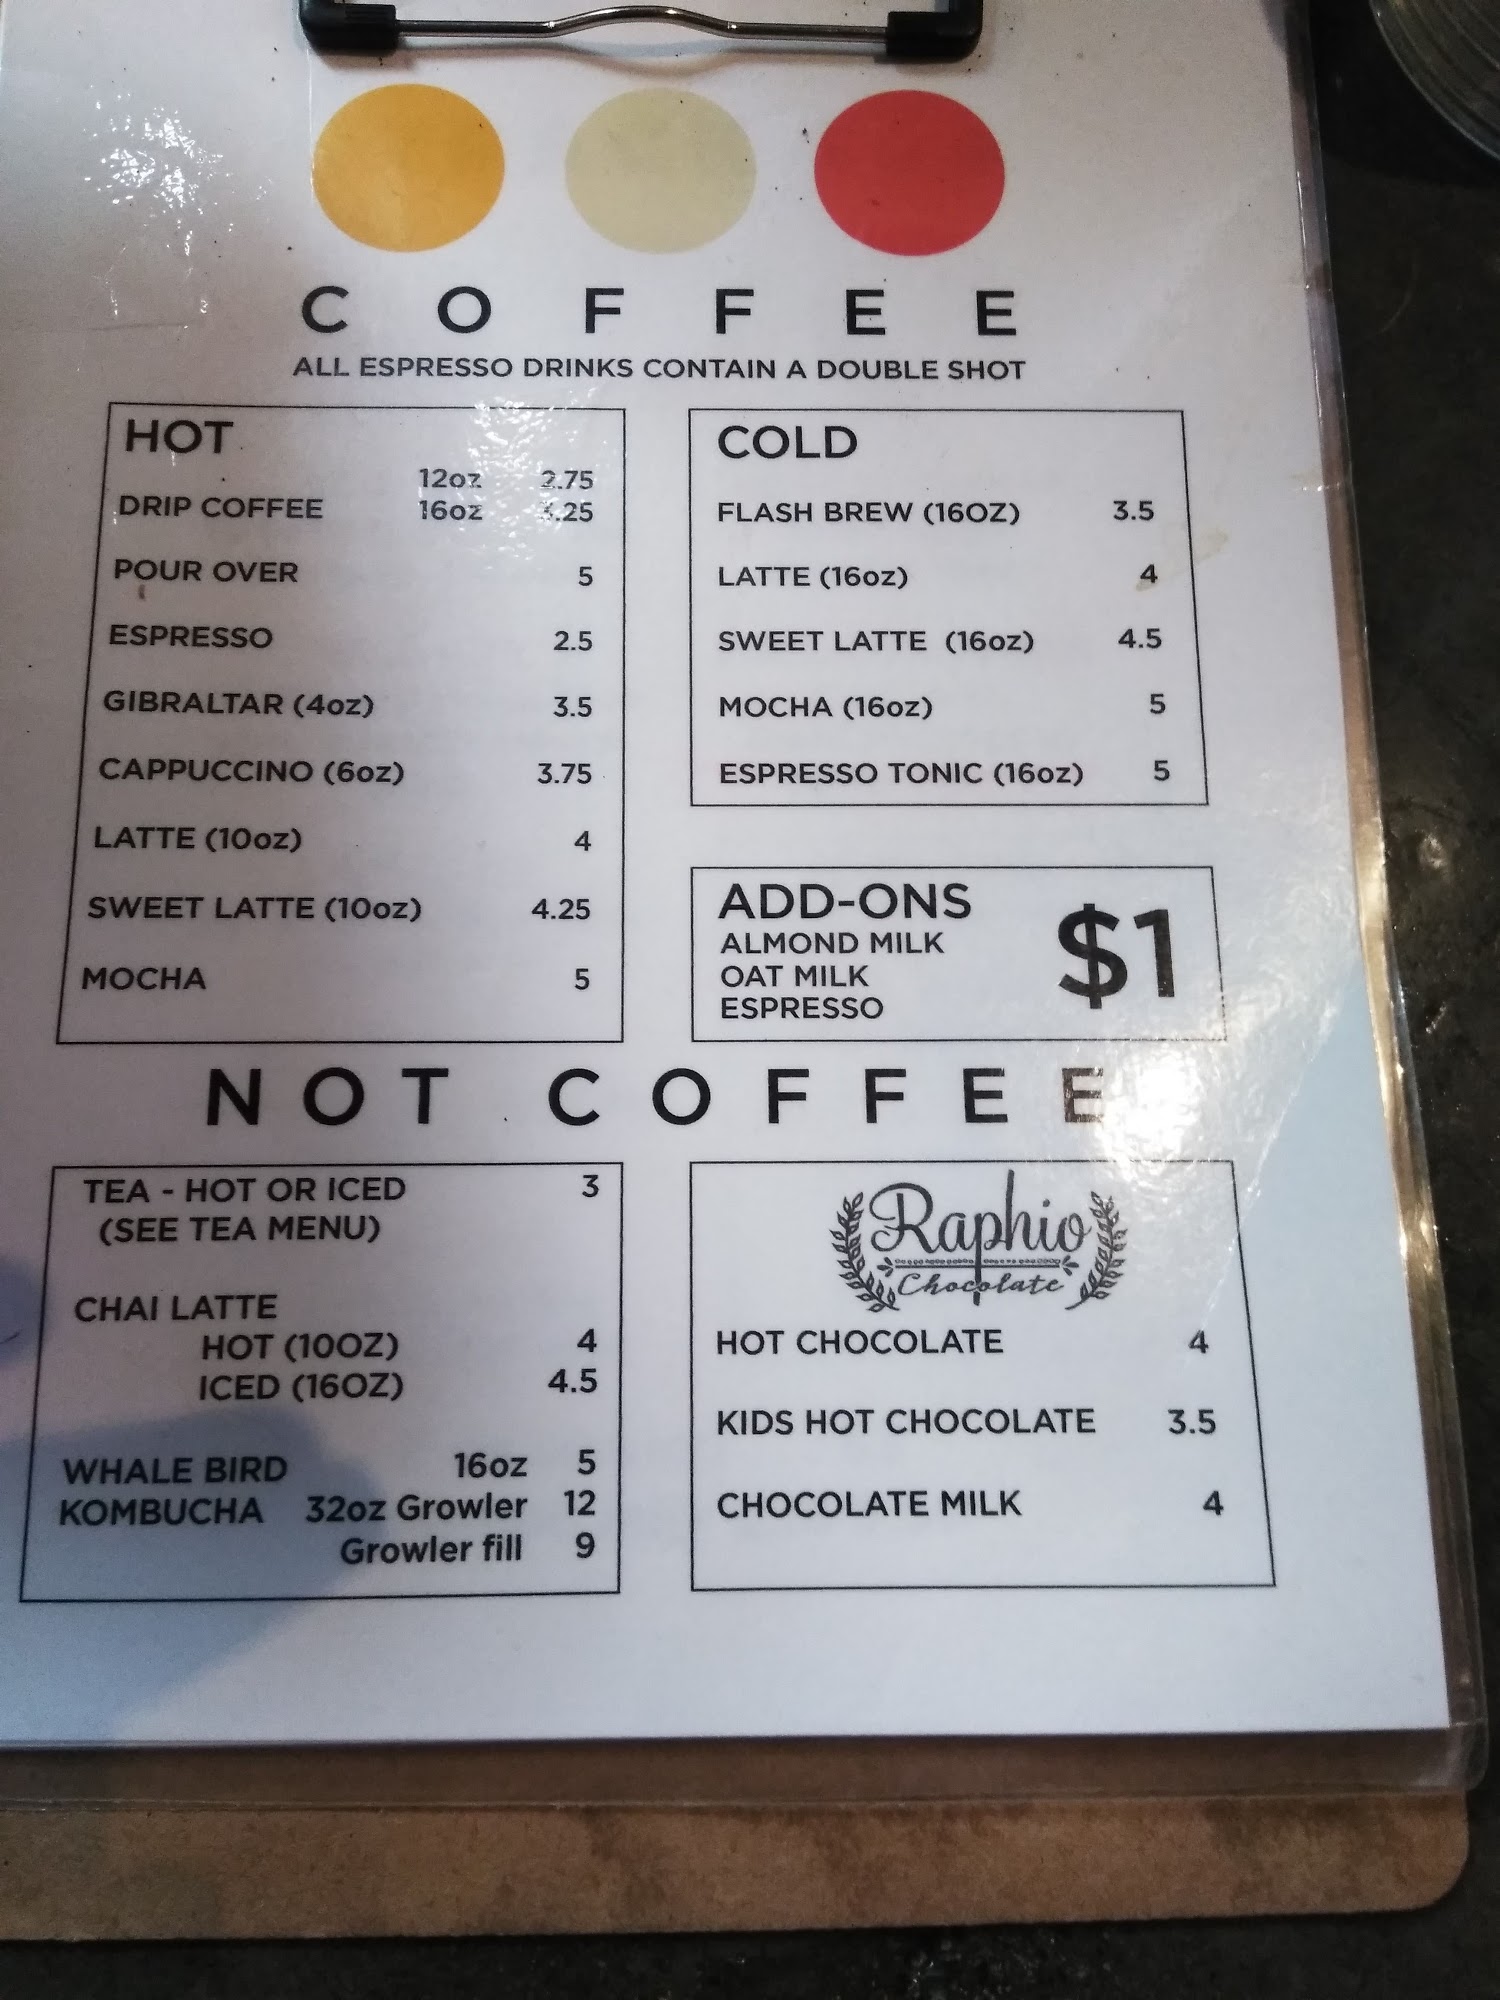 COFFEE
ALL ESPRESSO DRINKS CONTAIN A DOUBLE SHOT
HOT
12oz 2.75
DRIP COFFEE 16oz 3.25
POUR OVER 5
ESPRESSO 2.5
GIBRALTAR (4oz) 3.5
CAPPUCCINO (6oz) 3.75
LATTE (10oz) 4
SWEET LATTE (10oz) 4.25
MOCHA 5
COLD
FLASH BREW (16OZ) 3.5
LATTE (16oz) 4
SWEET LATTE (16oz) 4.5
MOCHA (16oz) 5
ESPRESSO TONIC (16oz) 5
ADD-ONS
ALMOND MILK
OAT MILK
ESPRESSO
$1
NOT COFFEE
TEA - HOT OR ICED 3
(SEE TEA MENU)
CHAI LATTE
HOT (10OZ) 4
ICED (16OZ) 4.5
WHALE BIRD 16oz 5
KOMBUCHA 32oz Growler 12
Growler fill 9
Raphio
Chocolate
HOT CHOCOLATE 4
KIDS HOT CHOCOLATE 3.5
CHOCOLATE MILK 4